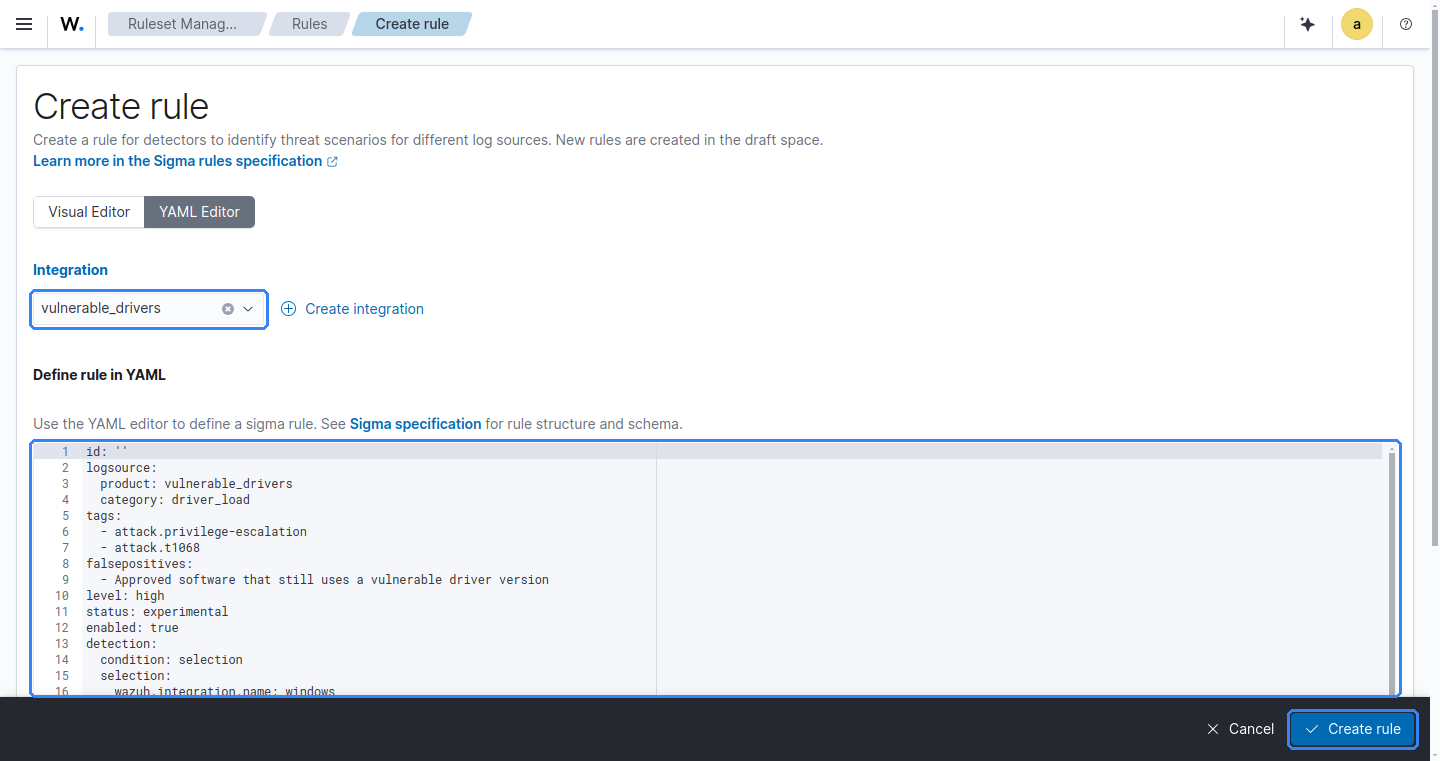 W.
Ruleset Manag...
Rules
Create rule
a
Create rule
Create a rule for detectors to identify threat scenarios for different log sources. New rules are created in the draft space.
Learn more in the Sigma rules specification
Visual Editor
YAML Editor
Integration
vulnerable_drivers
Create integration
Define rule in YAML
Use the YAML editor to define a sigma rule. See Sigma specification for rule structure and schema.
1 id: ''
2 logsource:
3   product: vulnerable_drivers
4   category: driver_load
5 tags:
6   - attack.privilege-escalation
7   - attack.t1068
8 falsepositives:
9   - Approved software that still uses a vulnerable driver version
10 level: high
11 status: experimental
12 enabled: true
13 detection:
14   condition: selection
15   selection:
16     wazuh.integration.name: windows
Cancel
Create rule